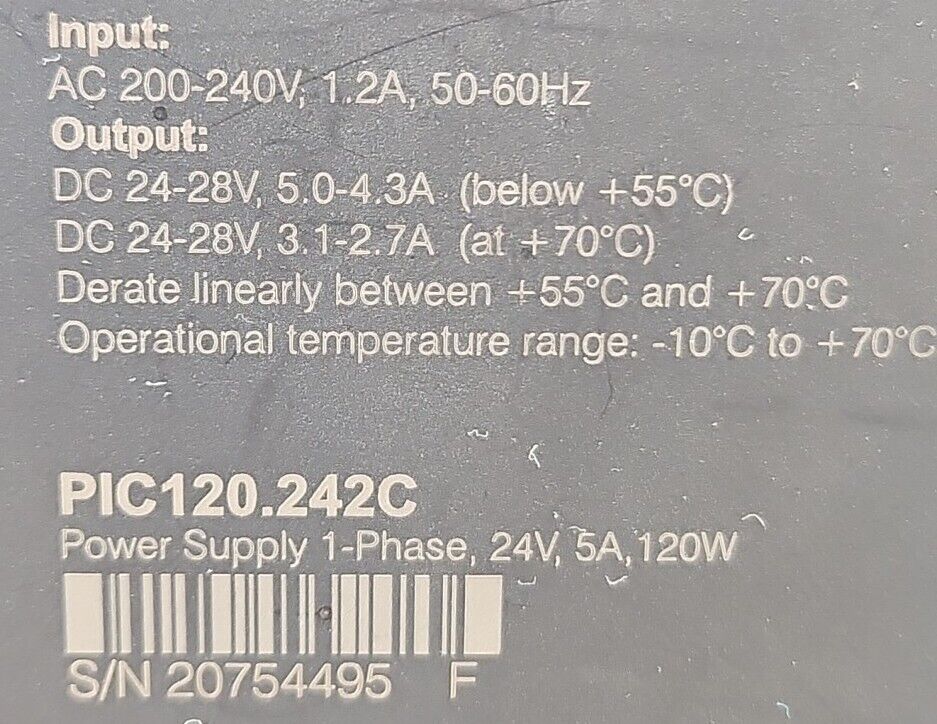 Input:
AC 200-240V, 1.2A, 50-60Hz
Output:
DC 24-28V, 5.0-4.3A (below +55°C)
DC 24-28V, 3.1-2.7A (at +70°C)
Derate linearly between +55°C and +70°C
Operational temperature range: -10°C to +70°C
PIC120.242C
Power Supply 1-Phase, 24V, 5A,120W
S/N 20754495 F